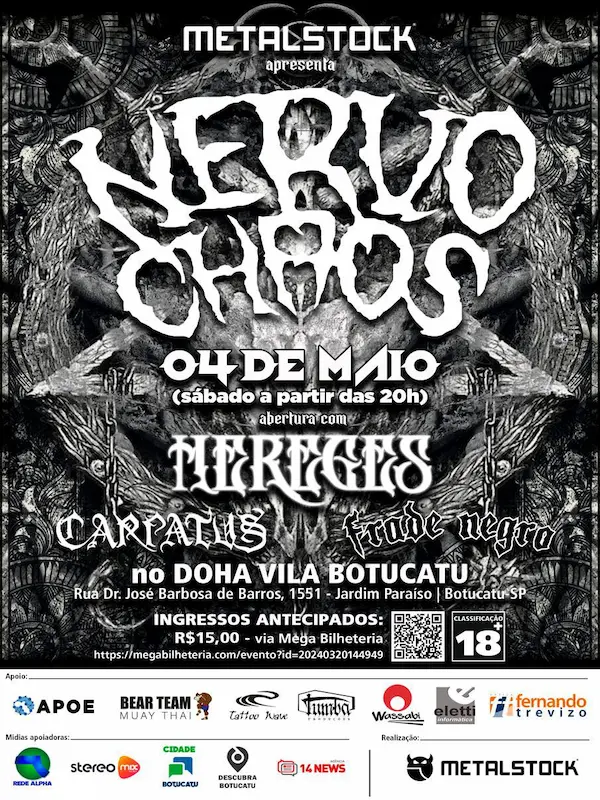 METALSTOCK
apresenta
NERVO
CHAOS
04 DE MAIO
(sábado a partir das 20h)
abertura com
HEREGES
CARPATUS
frade negro
no DOHA VILA BOTUCATU
Rua Dr. José Barbosa de Barros, 1551 - Jardim Paraíso | Botucatu-SP
INGRESSOS ANTECIPADOS:
R$15,00 - via Mega Bilheteria
https://megabilheteria.com/evento?id=20240320144949
CLASSIFICAÇÃO
+
18
Apoio:
APOE
BEAR TEAM
MUAY THAI
Tattoo Wave
Tumba
Wassabi
eletti
informática
fernando
trevizo
Mídias apoiadoras:
REDE ALPHA
stereo mix
CIDADE
BOTUCATU
DESCUBRA
BOTUCATU
14 NEWS
Realização:
METALSTOCK